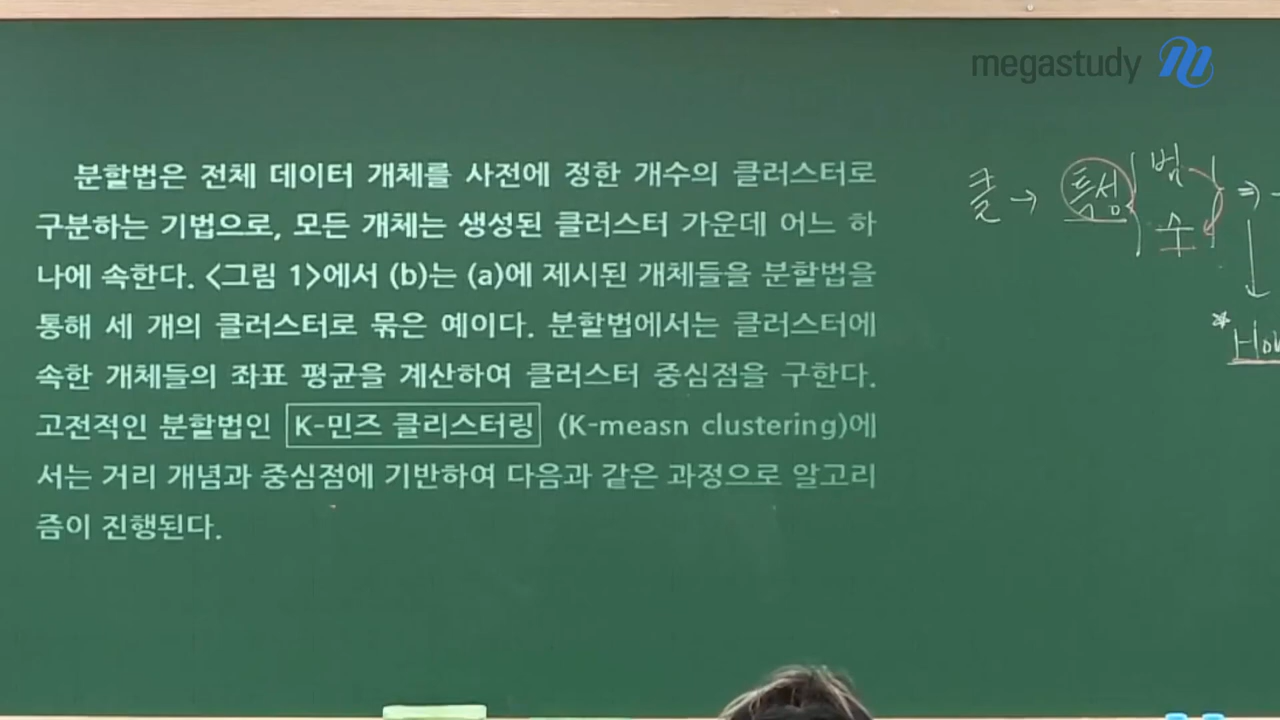 megastudy
분할법은 전체 데이터 개체를 사전에 정한 개수의 클러스터로
구분하는 기법으로, 모든 개체는 생성된 클러스터 가운데 어느 하
나에 속한다. <그림 1>에서 (b)는 (a)에 제시된 개체들을 분할법을
통해 세 개의 클러스터로 묶은 예이다. 분할법에서는 클러스터에
속한 개체들의 좌표 평균을 계산하여 클러스터 중심점을 구한다.
고전적인 분할법인 K-민즈 클리스터링 (K-measn clustering)에
서는 거리 개념과 중심점에 기반하여 다음과 같은 과정으로 알고리
즘이 진행된다.
클 → 특성 범 ⇒
수
* How